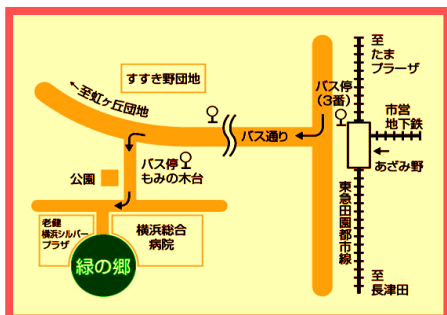 至
たま
プラーザ
すすき野団地
←至虹ヶ丘団地
バス停
（3番）
市営
地下鉄
バス通り
あざみ野
バス停
もみの木台
公園
東急田園都市線
老健
横浜シルバー
プラザ
横浜総合
病院
緑の郷
至
長津田